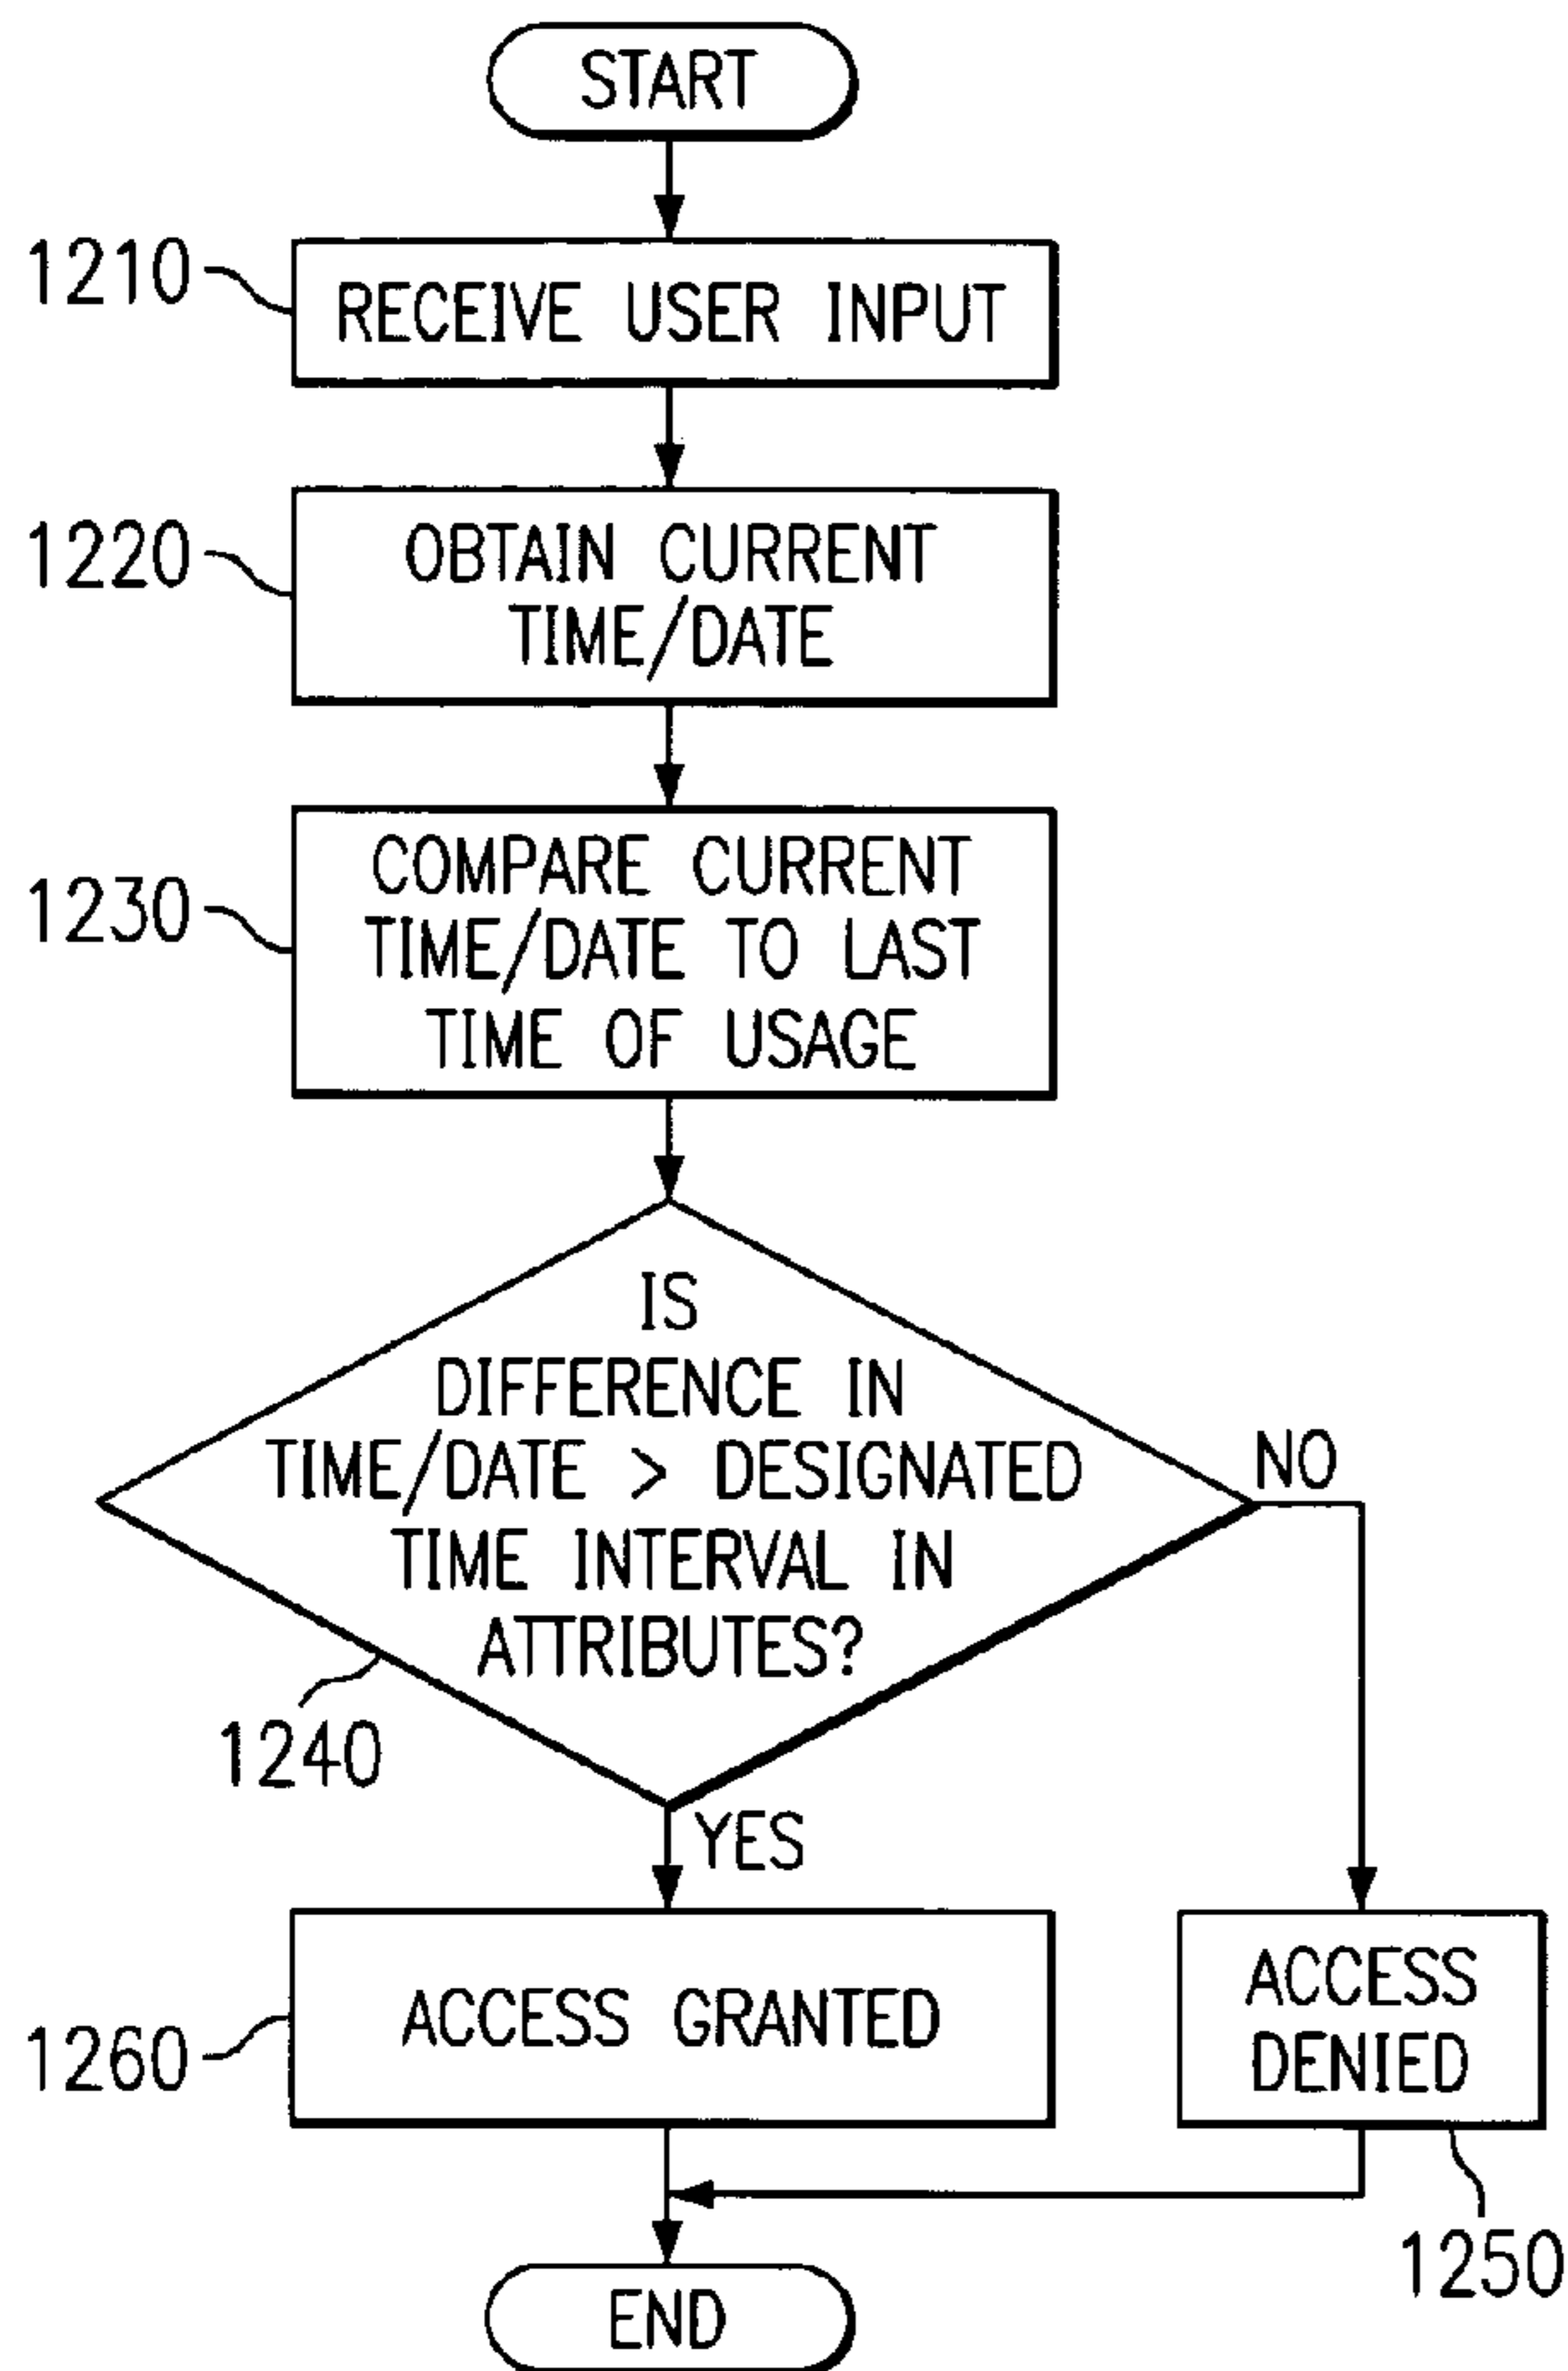 START
1210
RECEIVE USER INPUT
1220
OBTAIN CURRENT
TIME/DATE
1230
COMPARE CURRENT
TIME/DATE TO LAST
TIME OF USAGE
IS
DIFFERENCE IN
TIME/DATE > DESIGNATED
TIME INTERVAL IN
ATTRIBUTES?
NO
1240
YES
1260
ACCESS GRANTED
ACCESS
DENIED
1250
END